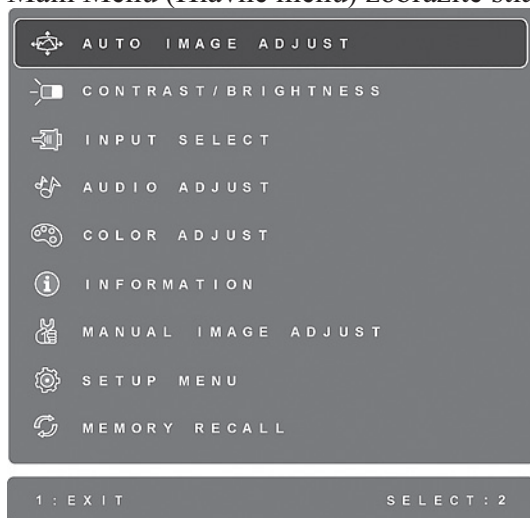 AUTO IMAGE ADJUST
CONTRAST/BRIGHTNESS
INPUT SELECT
AUDIO ADJUST
COLOR ADJUST
INFORMATION
MANUAL IMAGE ADJUST
SETUP MENU
MEMORY RECALL
1:EXIT SELECT:2